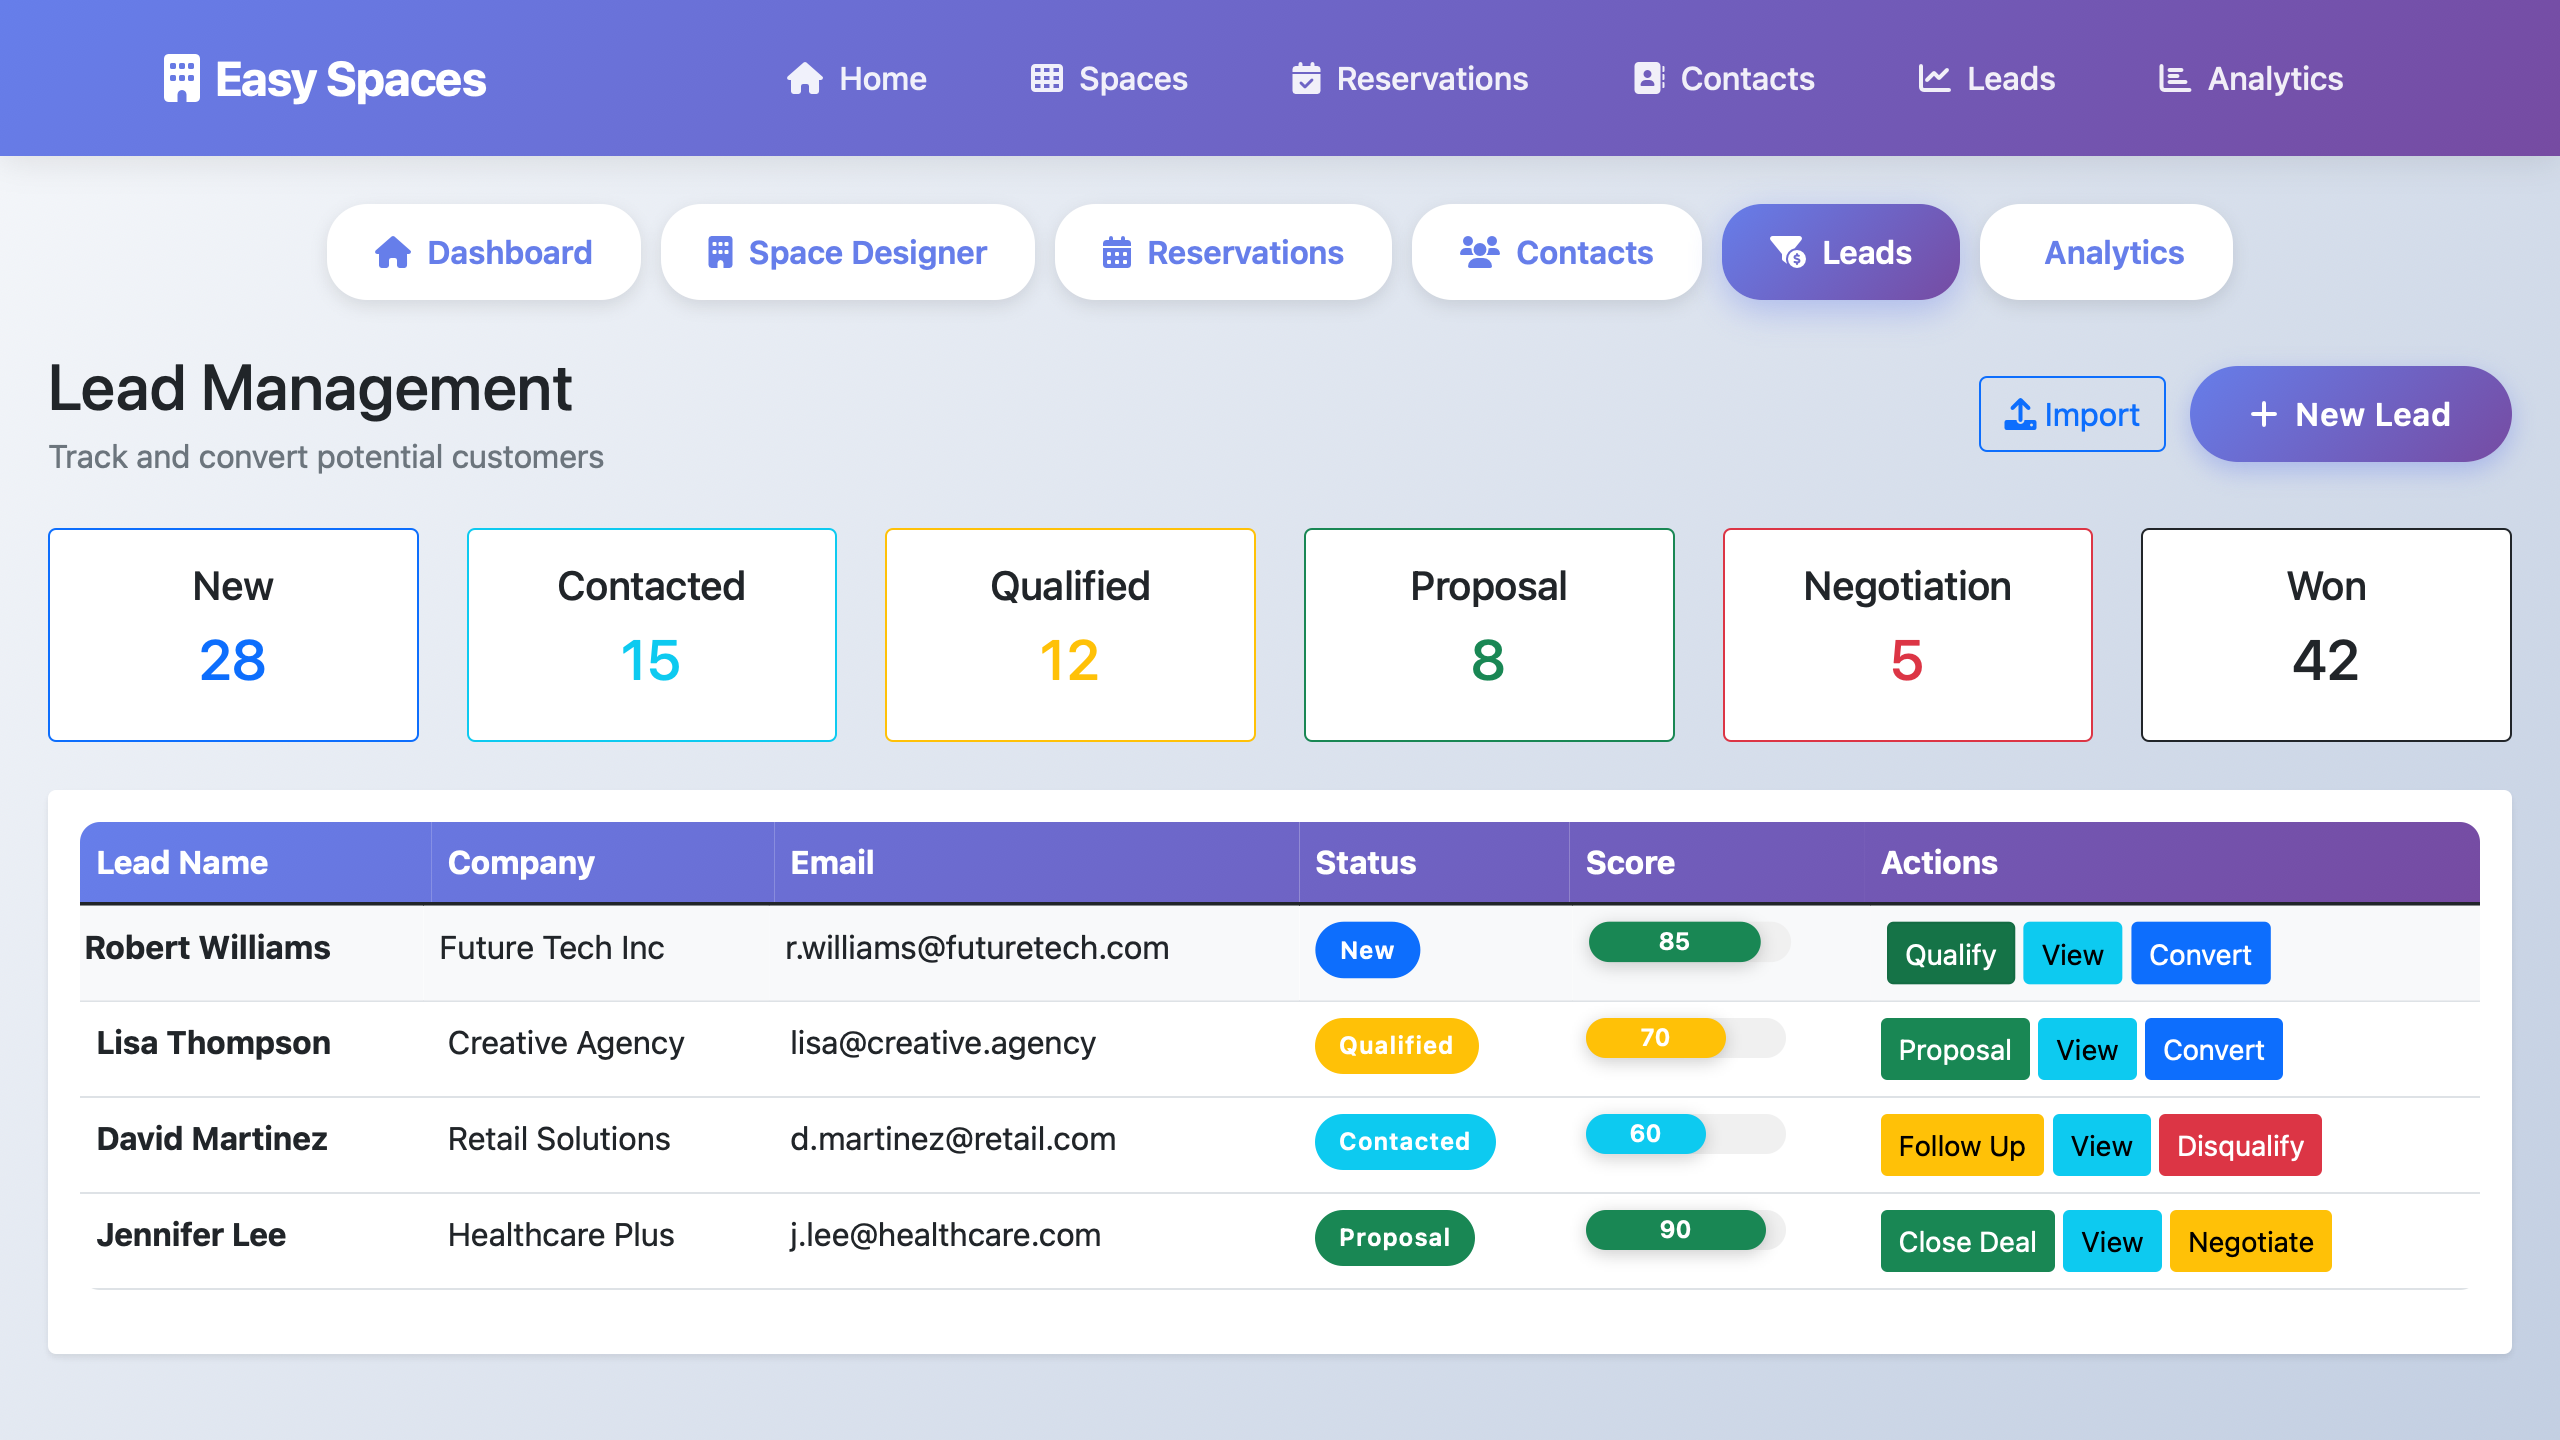 Easy Spaces
Home Spaces Reservations Contacts Leads Analytics
Dashboard Space Designer Reservations Contacts Leads Analytics
Lead Management
Track and convert potential customers
Import
+ New Lead
New Contacted Qualified Proposal Negotiation Won
28 15 12 8 5 42
Lead Name Company Email Status Score Actions
Robert Williams Future Tech Inc r.williams@futuretech.com New 85 Qualify View Convert
Lisa Thompson Creative Agency lisa@creative.agency Qualified 70 Proposal View Convert
David Martinez Retail Solutions d.martinez@retail.com Contacted 60 Follow Up View Disqualify
Jennifer Lee Healthcare Plus j.lee@healthcare.com Proposal 90 Close Deal View Negotiate